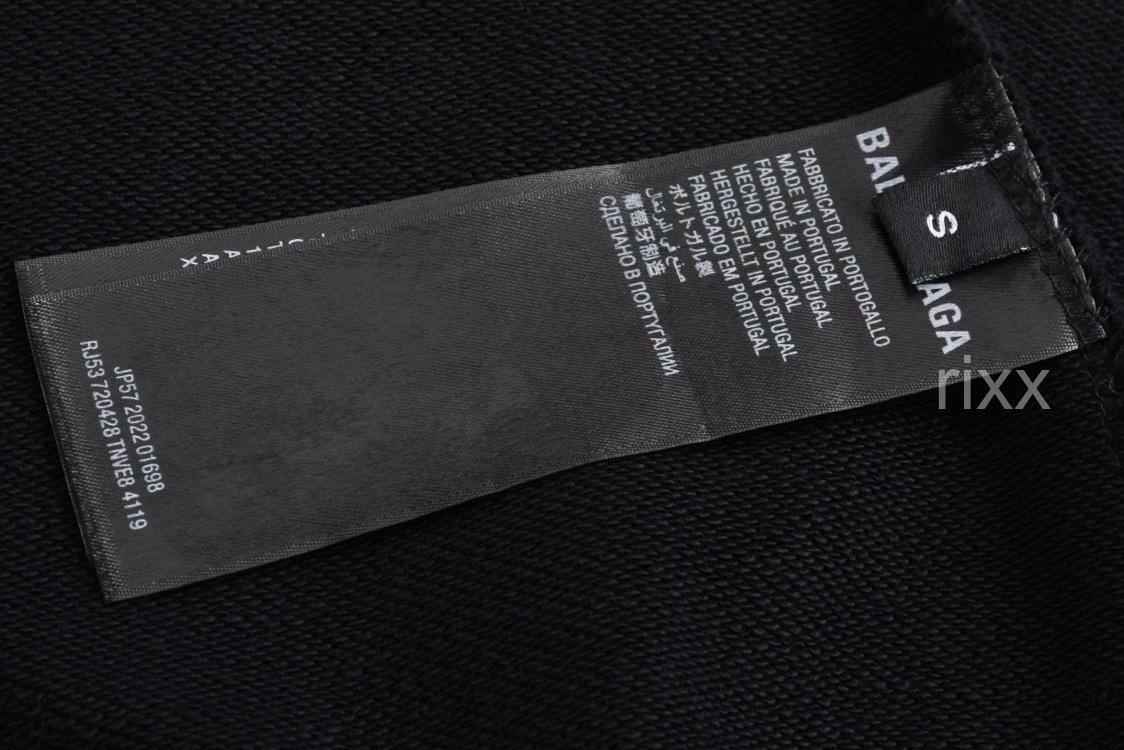 BAL AGA
S
FABBRICATO IN PORTOGALLO
MADE IN PORTUGAL
FABRIQUÉ AU PORTUGAL
HECHO EN PORTUGAL
HERGESTELLT IN PORTUGAL
FABRICADO EM PORTUGAL
ポルトガル製
صنع في البرتغال
葡萄牙制造
СДЕЛАНО В ПОРТУГАЛИИ
JP57 2022 01698
RJ53 720428 TNVE8 4119
rixx